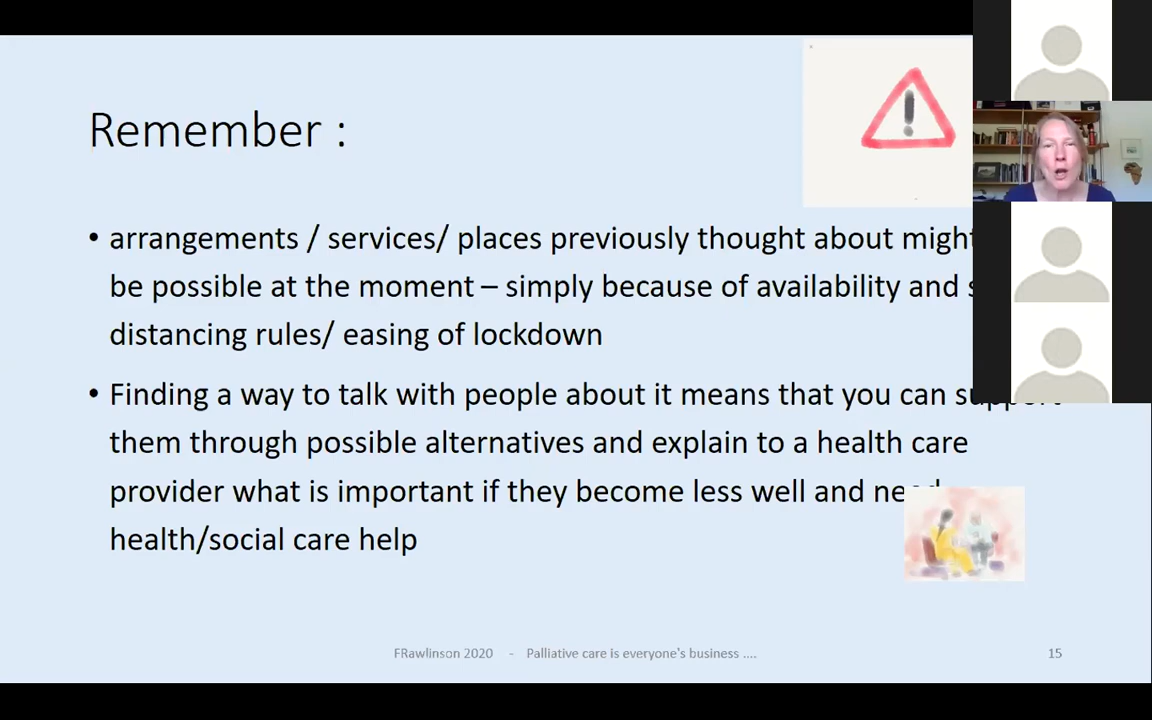 Remember :
• arrangements / services/ places previously thought about might
be possible at the moment – simply because of availability and
distancing rules/ easing of lockdown
• Finding a way to talk with people about it means that you can support
them through possible alternatives and explain to a health care
provider what is important if they become less well and need
health/social care help
FRawlinson 2020 - Palliative care is everyone's business ....
15